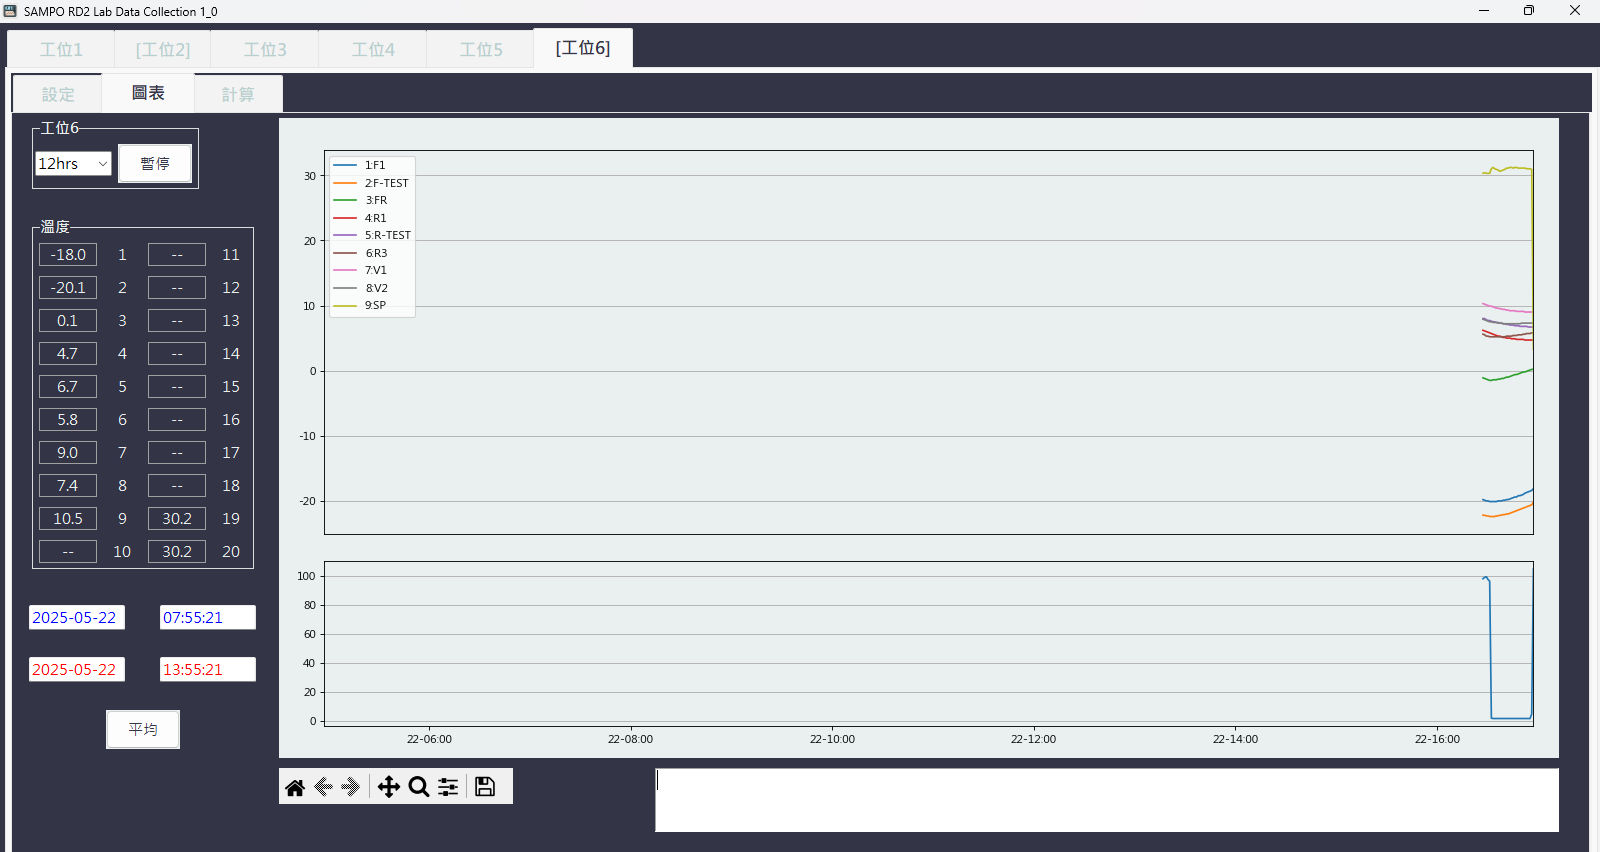 SAMPO RD2 Lab Data Collection 1_0
工位1 [工位2] 工位3 工位4 工位5 [工位6]
設定 圖表 計算
工位6
12hrs 暫停
溫度
-18.0 1 -- 11
-20.1 2 -- 12
0.1 3 -- 13
4.7 4 -- 14
6.7 5 -- 15
5.8 6 -- 16
9.0 7 -- 17
7.4 8 -- 18
10.5 9 30.2 19
-- 10 30.2 20
2025-05-22 07:55:21
2025-05-22 13:55:21
平均
30
20
10
0
-10
-20
1:F1
2:F-TEST
3:FR
4:R1
5:R-TEST
6:R3
7:V1
8:V2
9:SP
100
80
60
40
20
0
22-06:00 22-08:00 22-10:00 22-12:00 22-14:00 22-16:00